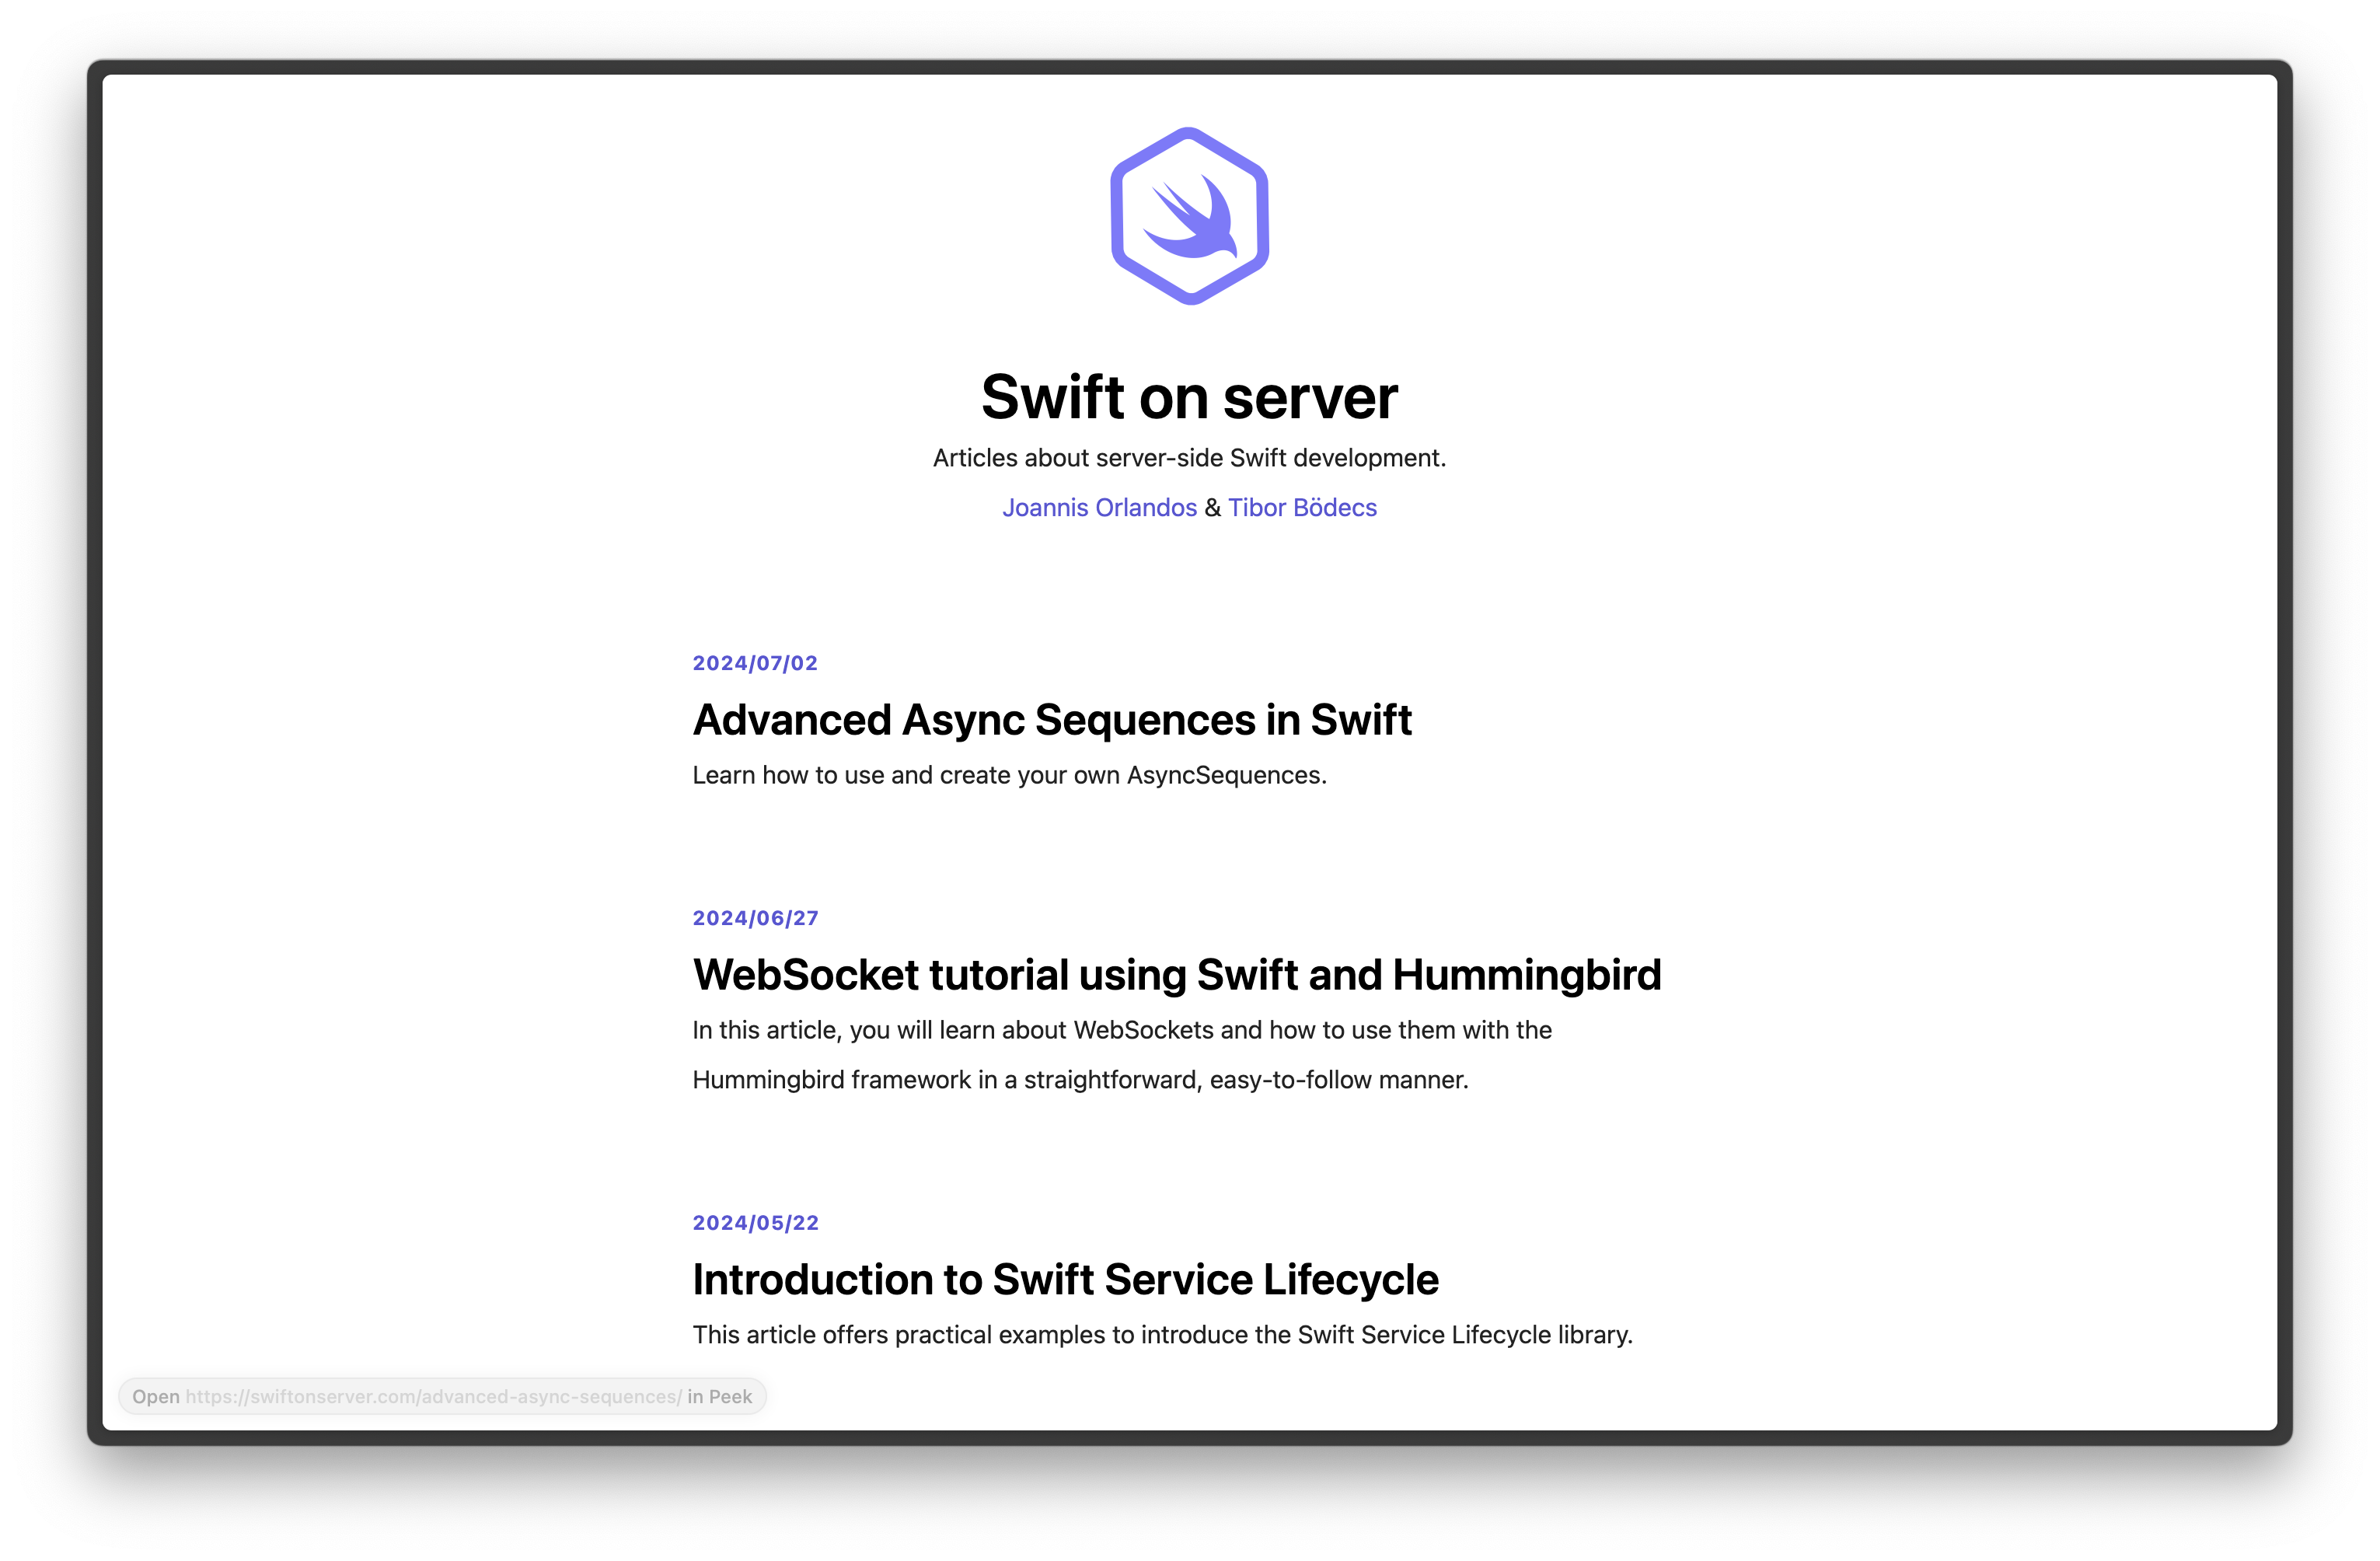 Swift on server
Articles about server-side Swift development.
Joannis Orlandos & Tibor Bödecs
2024/07/02
Advanced Async Sequences in Swift
Learn how to use and create your own AsyncSequences.
2024/06/27
WebSocket tutorial using Swift and Hummingbird
In this article, you will learn about WebSockets and how to use them with the
Hummingbird framework in a straightforward, easy-to-follow manner.
2024/05/22
Introduction to Swift Service Lifecycle
This article offers practical examples to introduce the Swift Service Lifecycle library.
Open https://swiftonserver.com/advanced-async-sequences/ in Peek